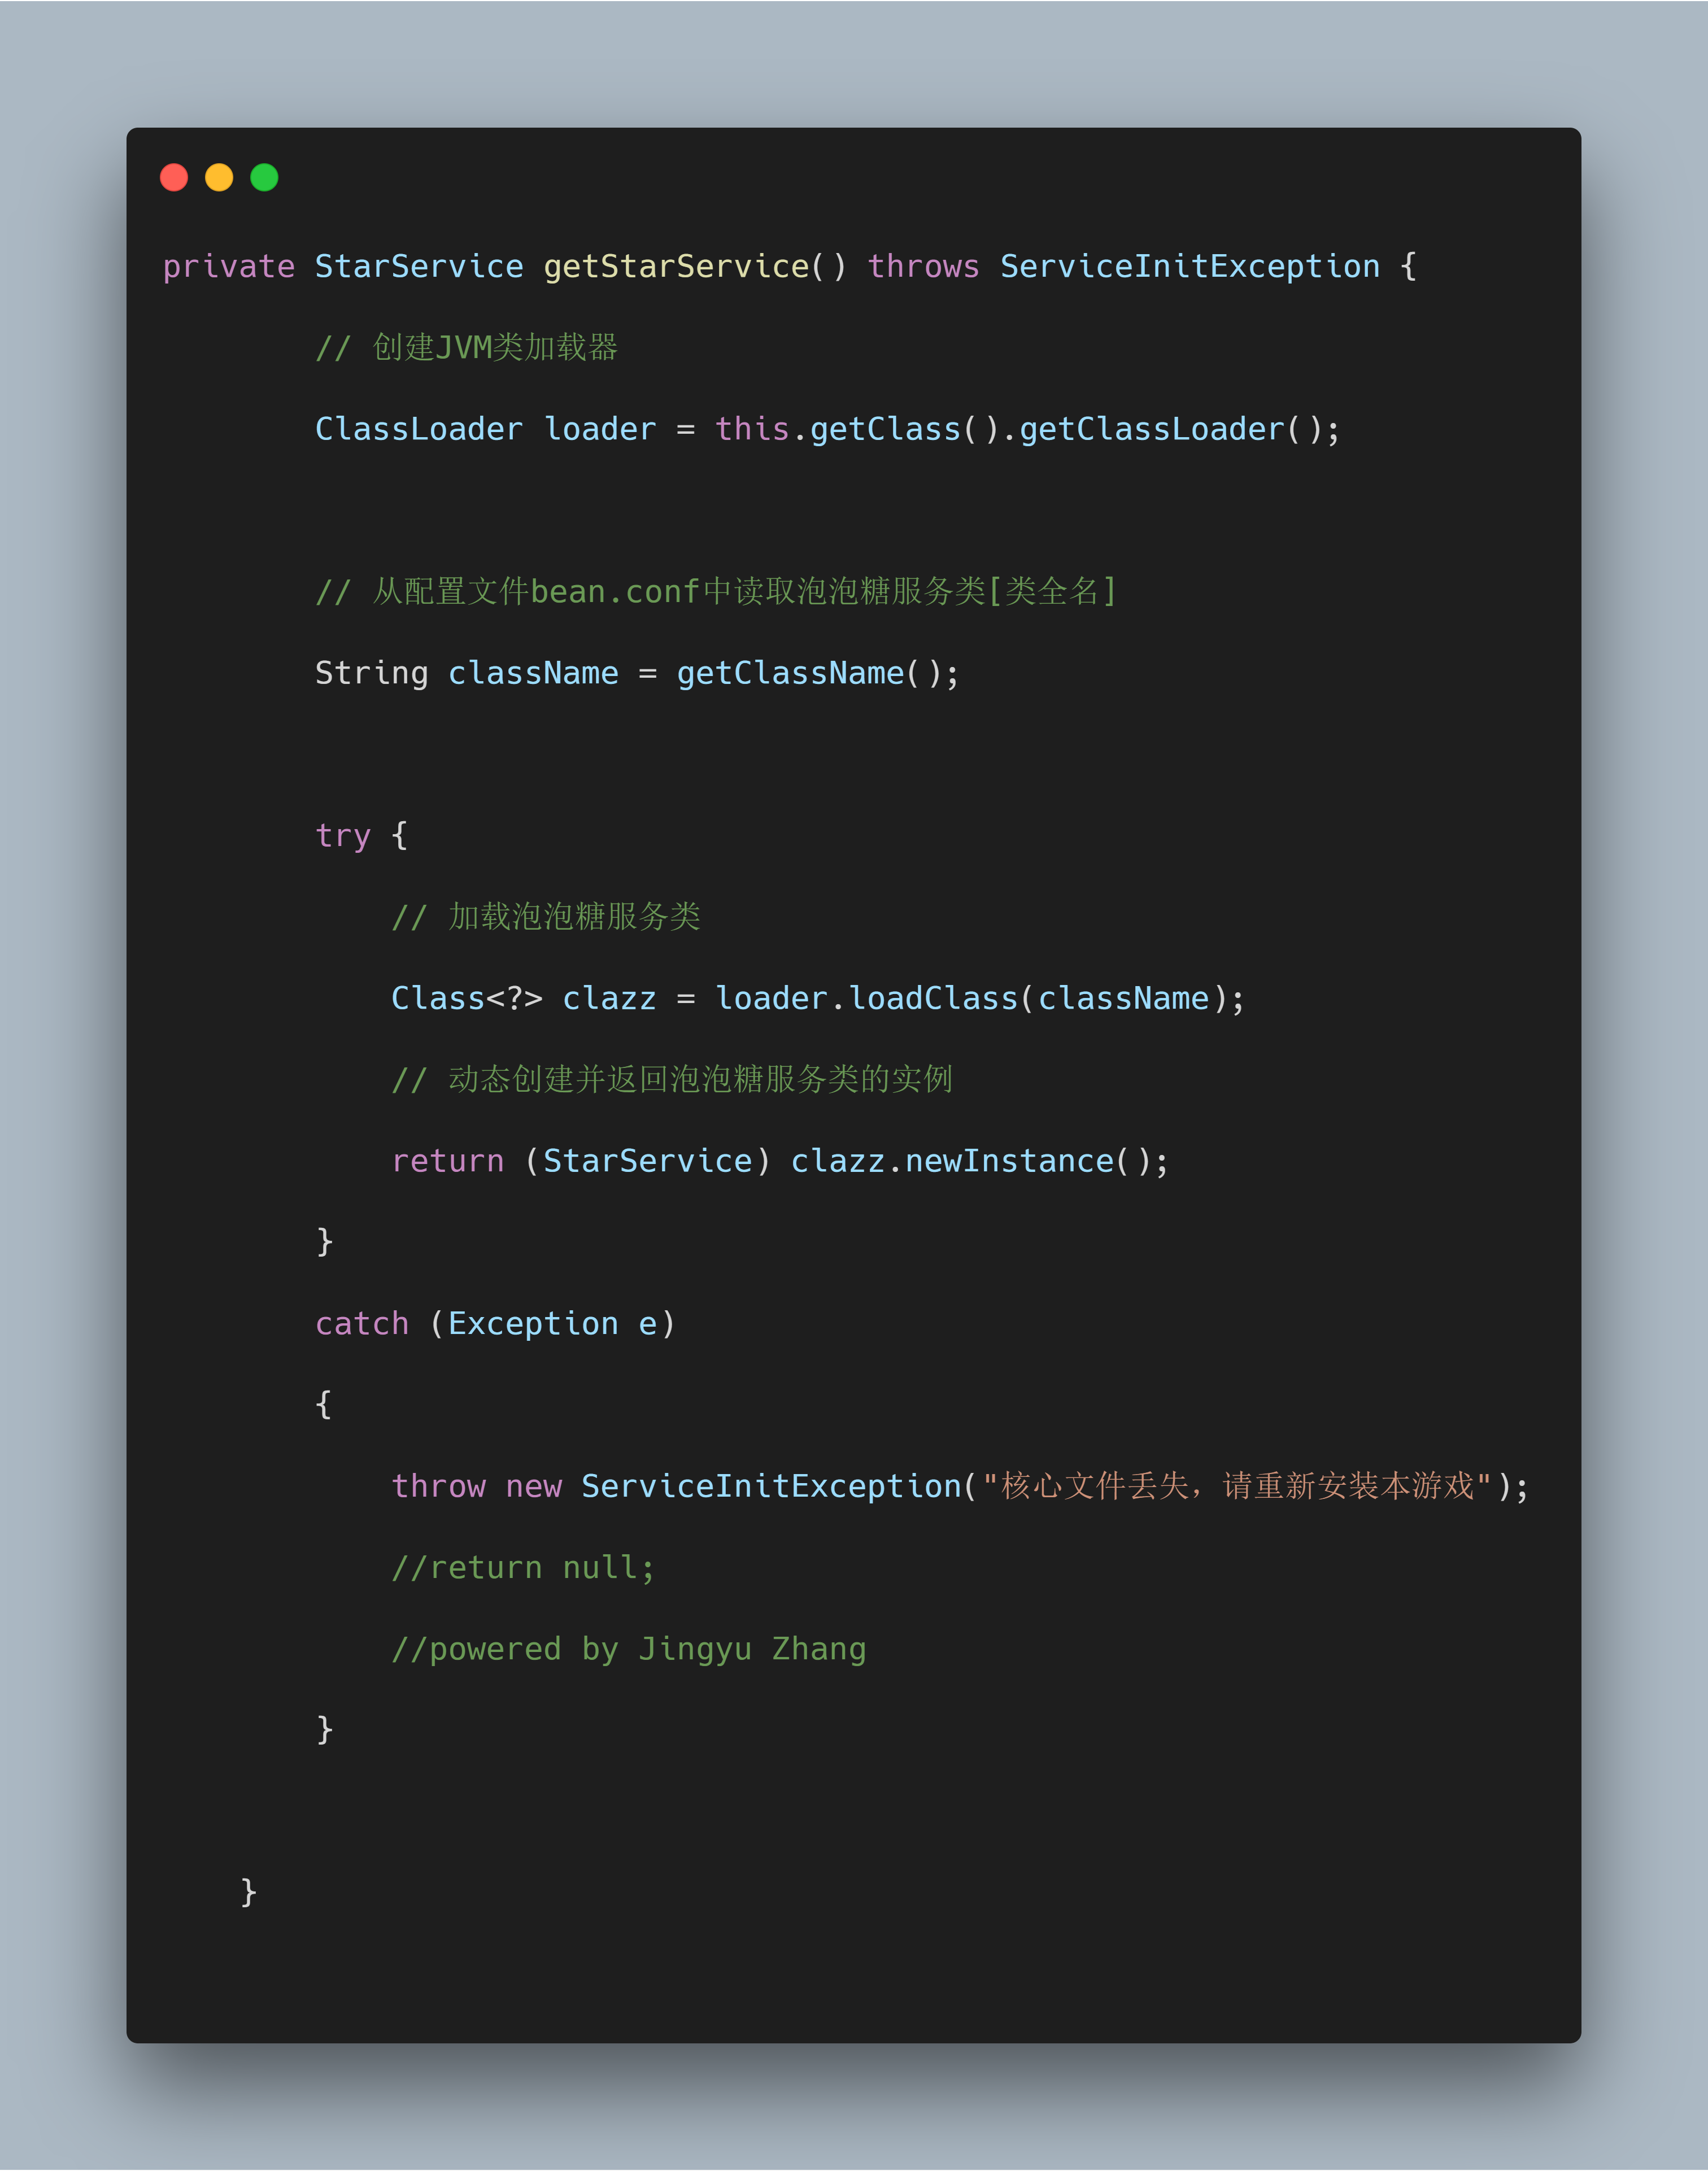 private StarService getStarService() throws ServiceInitException {
// 创建JVM类加载器
ClassLoader loader = this.getClass().getClassLoader();
// 从配置文件bean.conf中读取泡泡糖服务类[类全名]
String className = getClassName();
try {
// 加载泡泡糖服务类
Class<?> clazz = loader.loadClass(className);
// 动态创建并返回泡泡糖服务类的实例
return (StarService) clazz.newInstance();
}
catch (Exception e)
{
throw new ServiceInitException("核心文件丢失，请重新安装本游戏");
//return null;
//powered by Jingyu Zhang
}
}